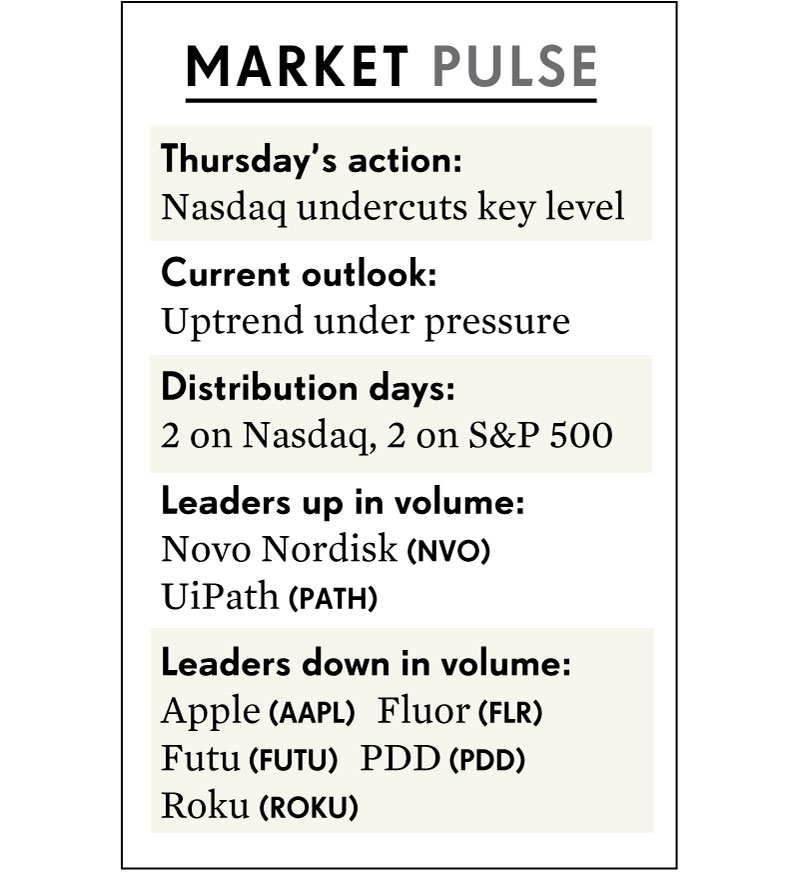 MARKET PULSE
Thursday's action:
Nasdaq undercuts key level
Current outlook:
Uptrend under pressure
Distribution days:
2 on Nasdaq, 2 on S&P 500
Leaders up in volume:
Novo Nordisk (NVO)
UiPath (PATH)
Leaders down in volume:
Apple (AAPL) Fluor (FLR)
Futu (FUTU) PDD (PDD)
Roku (ROKU)